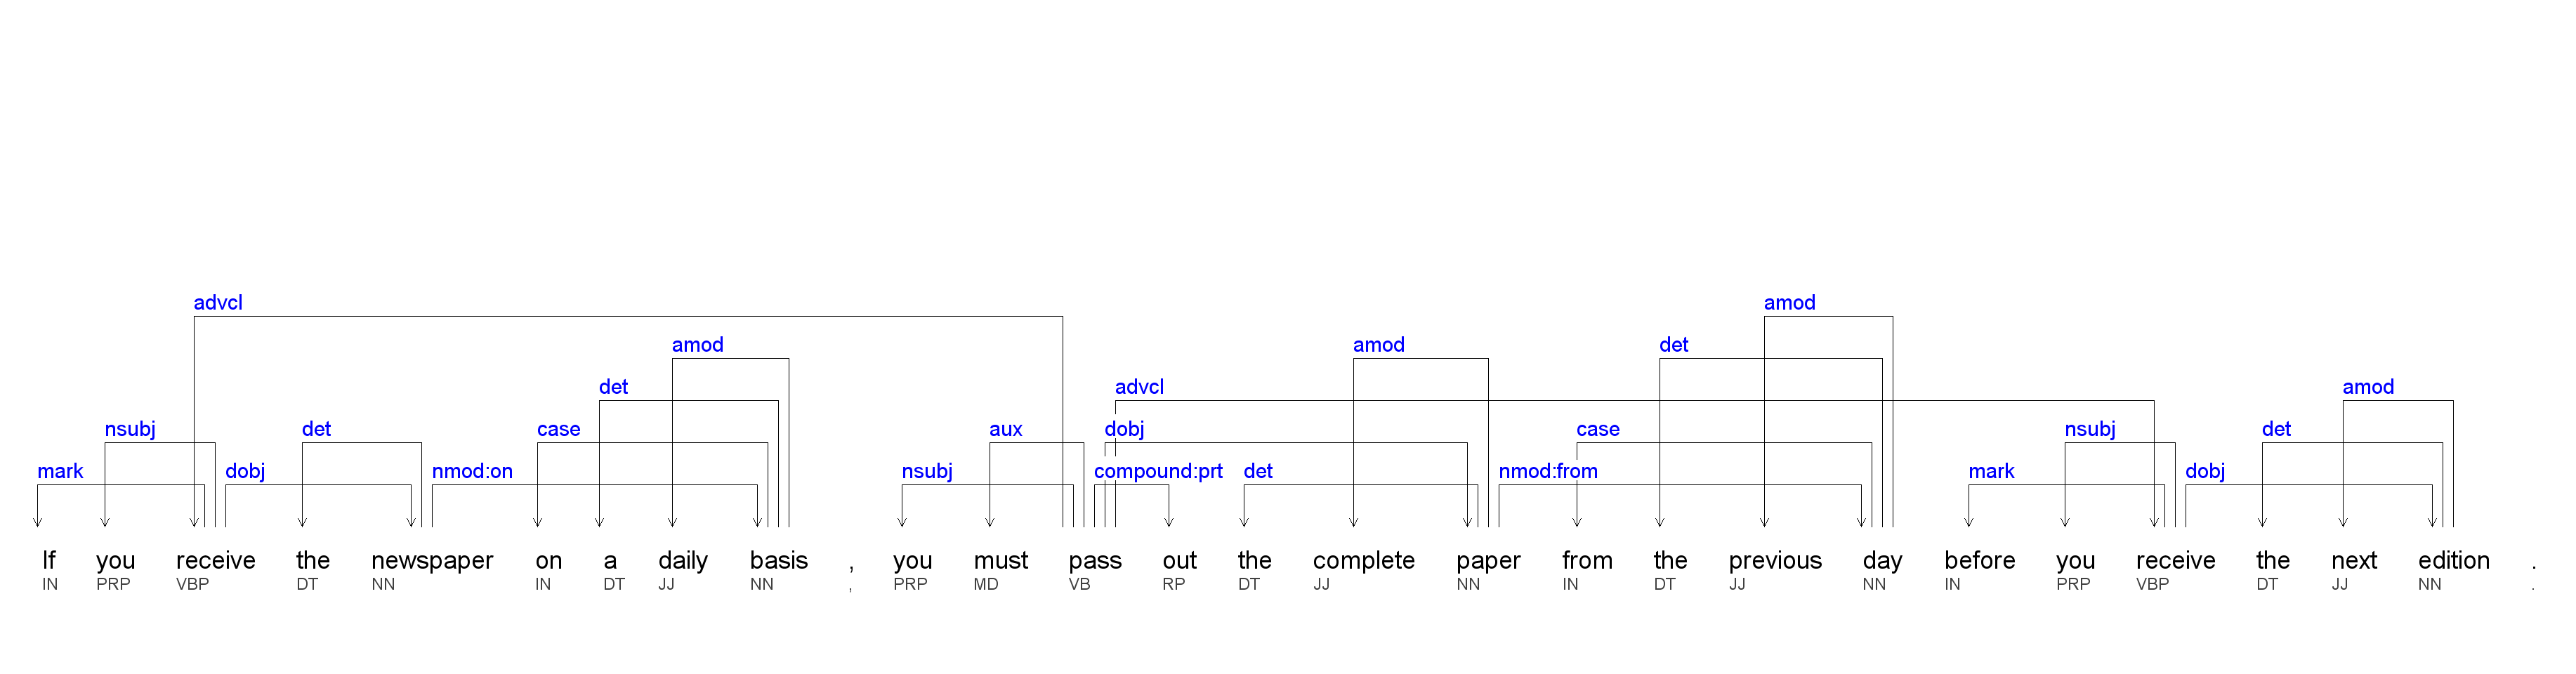 advcl amod
amod amod det
det advcl amod
nsubj det case aux dobj case nsubj det
mark dobj nmod:on nsubj compound:prt det nmod:from mark dobj
If you receive the newspaper on a daily basis , you must pass out the complete paper from the previous day before you receive the next edition .
IN PRP VBP DT NN IN DT JJ NN , PRP MD VB RP DT JJ NN IN DT JJ NN IN PRP VBP DT JJ NN .